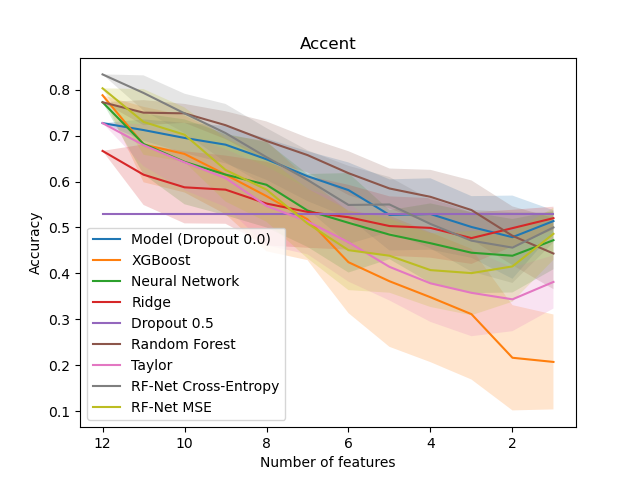 Accent
Accuracy
0.8
0.7
0.6
0.5
0.4
0.3
0.2
0.1
Model (Dropout 0.0)
XGBoost
Neural Network
Ridge
Dropout 0.5
Random Forest
Taylor
RF-Net Cross-Entropy
RF-Net MSE
12 10 8 6 4 2
Number of features